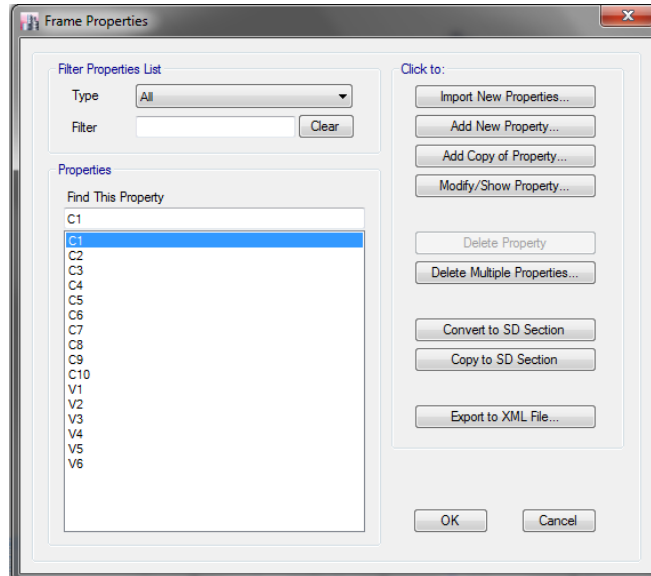 Frame Properties
Filter Properties List
Type
All
Filter
Clear
Properties
Find This Property
C1
C1
C2
C3
C4
C5
C6
C7
C8
C9
C10
V1
V2
V3
V4
V5
V6
Click to:
Import New Properties...
Add New Property...
Add Copy of Property...
Modify/Show Property...
Delete Property
Delete Multiple Properties...
Convert to SD Section
Copy to SD Section
Export to XML File...
OK
Cancel